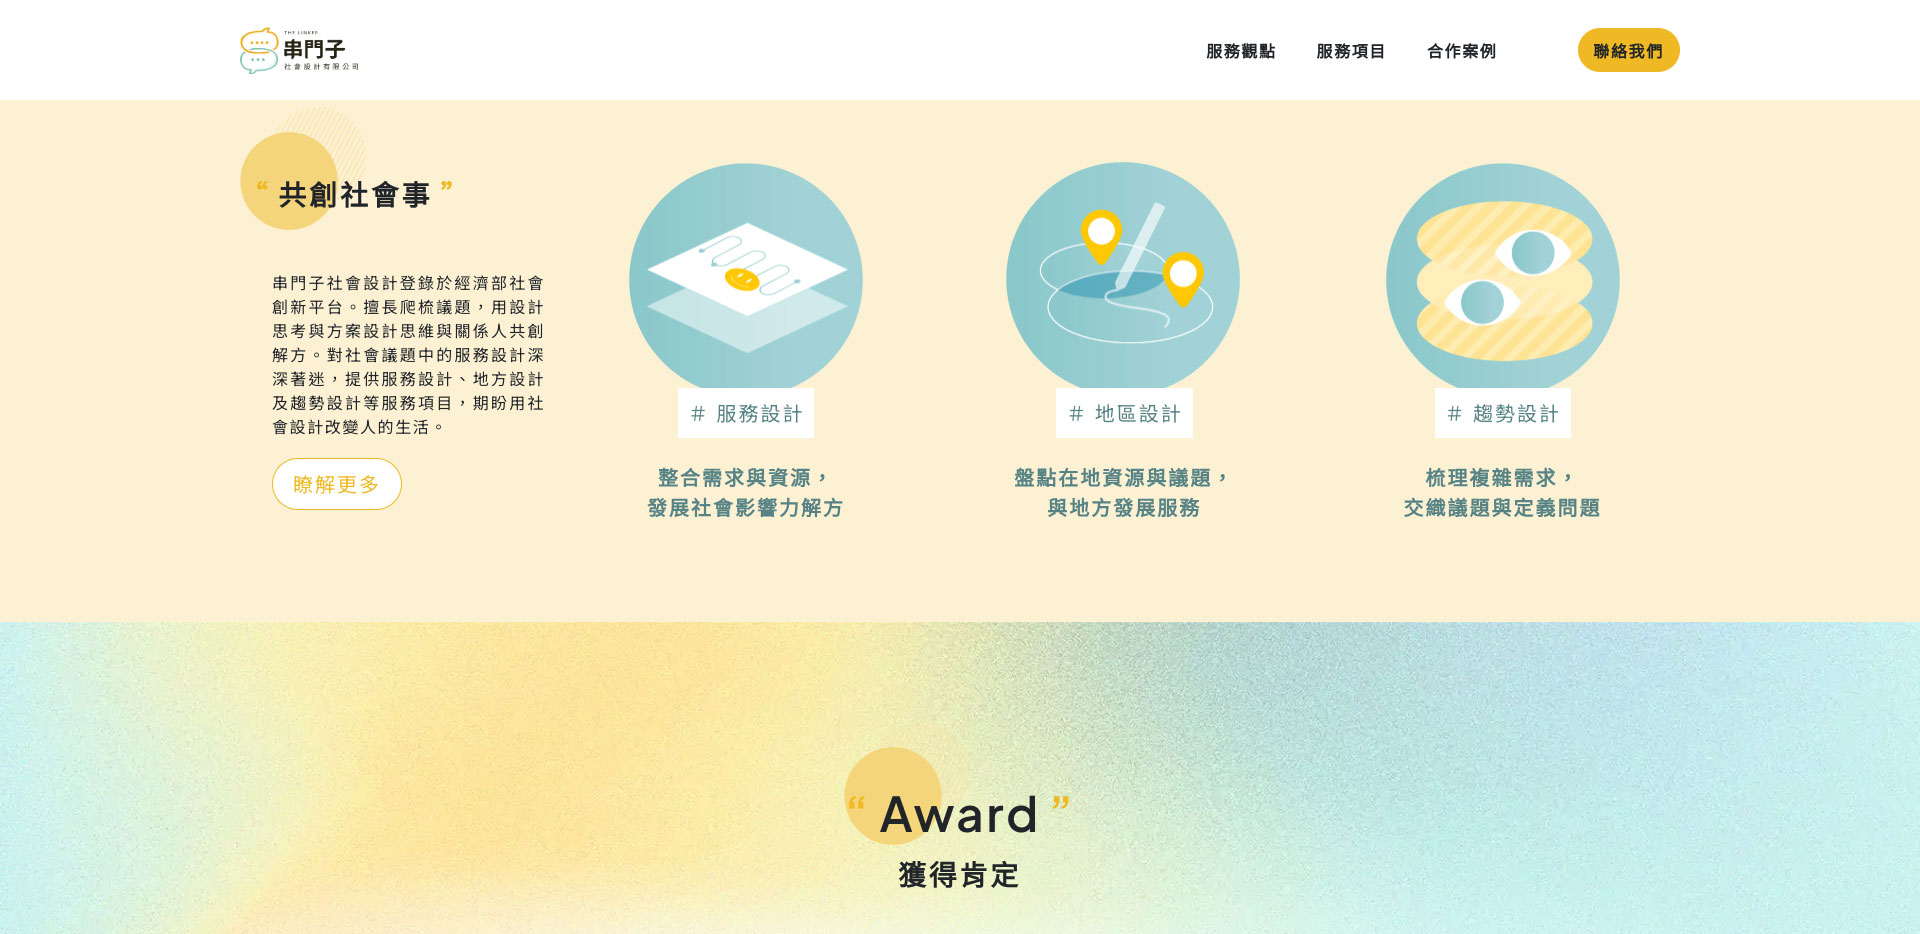 THE LINKER
串門子
社會設計有限公司
服務觀點
服務項目
合作案例
聯絡我們
“ 共創社會事 ”
串門子社會設計登錄於經濟部社會
創新平台。擅長爬梳議題，用設計
思考與方案設計思維與關係人共創
解方。對社會議題中的服務設計深
深著迷，提供服務設計、地方設計
及趨勢設計等服務項目，期盼用社
會設計改變人的生活。
瞭解更多
# 服務設計
整合需求與資源，
發展社會影響力解方
# 地區設計
盤點在地資源與議題，
與地方發展服務
# 趨勢設計
梳理複雜需求，
交織議題與定義問題
“ Award ”
獲得肯定